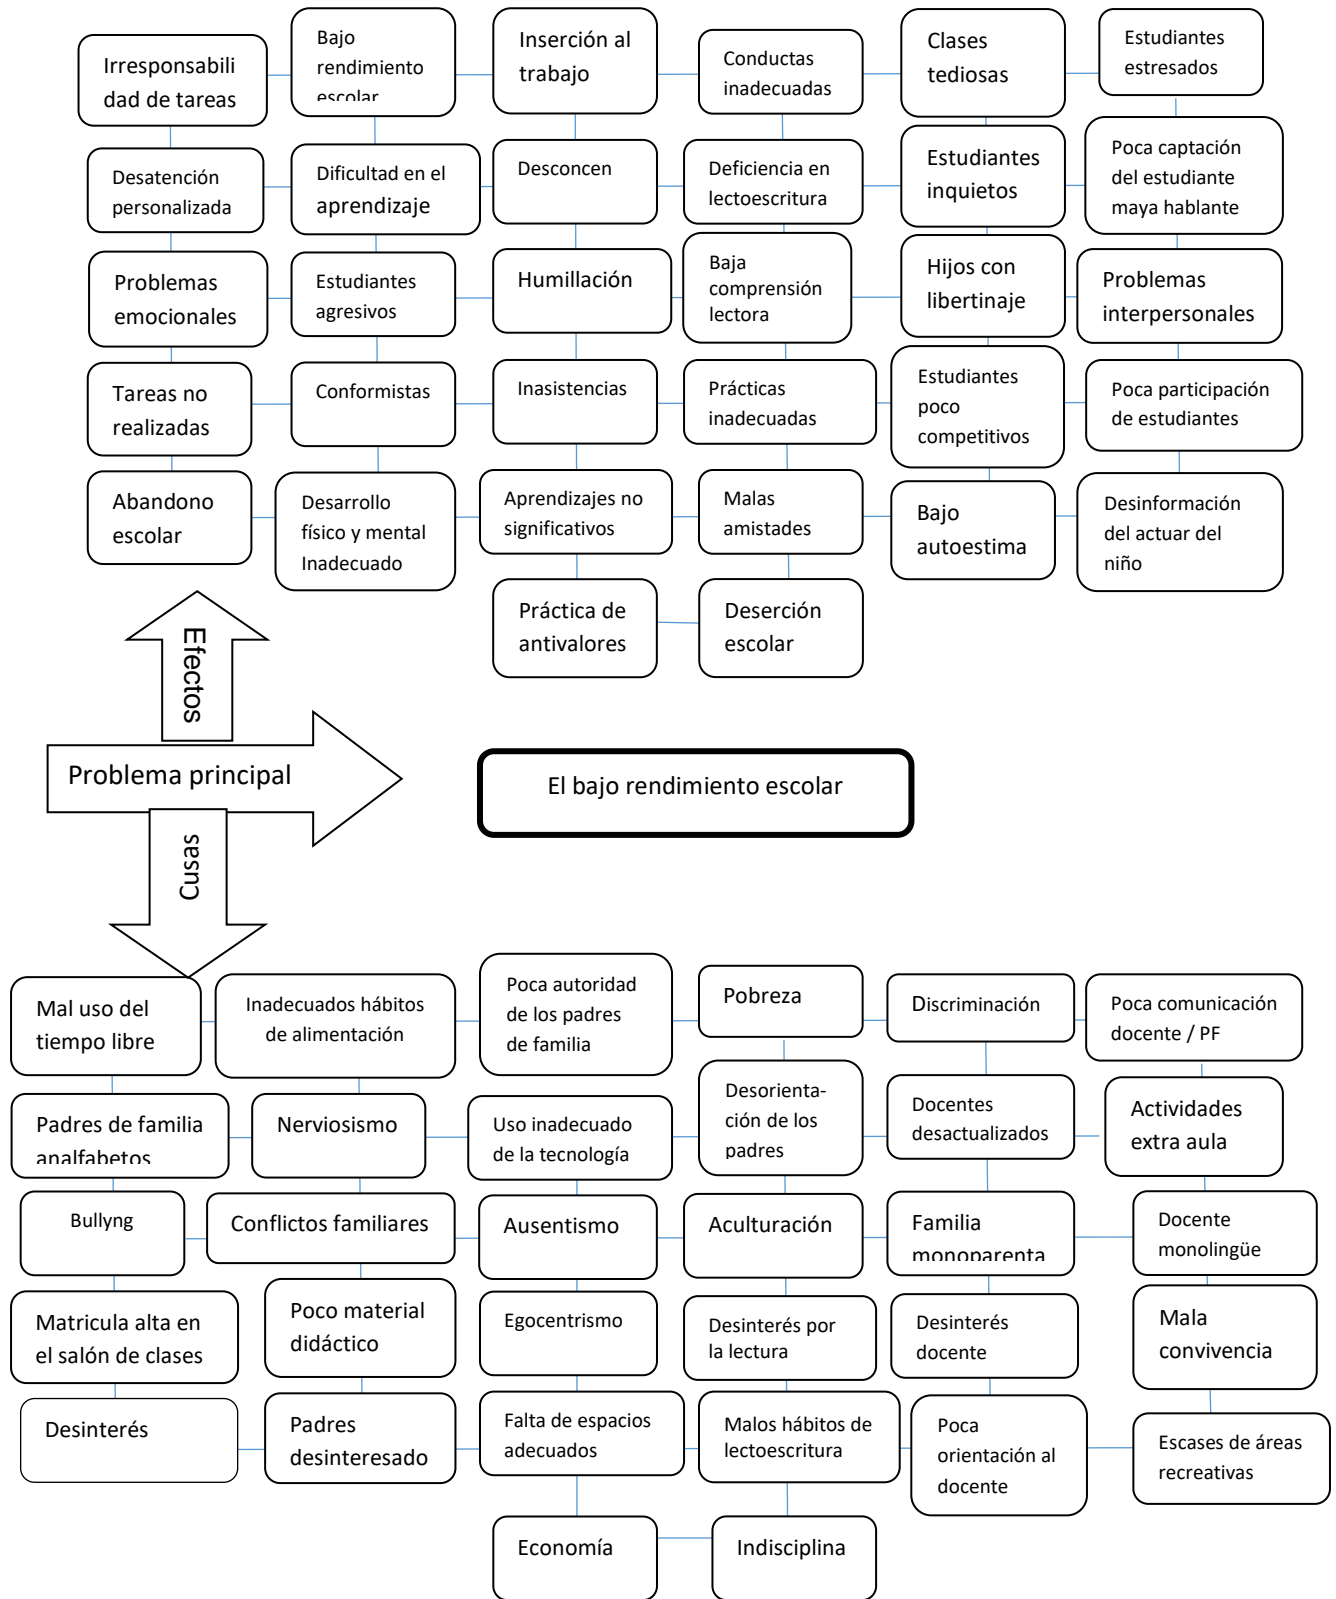 Irresponsabili
dad de tareas
Bajo
rendimiento
escolar
Inserción al
trabajo
Conductas
inadecuadas
Clases
tediosas
Estudiantes
estresados
Desatención
personalizada
Dificultad en el
aprendizaje
Desconcen
Deficiencia en
lectoescritura
Estudiantes
inquietos
Poca captación
del estudiante
maya hablante
Problemas
emocionales
Estudiantes
agresivos
Humillación
Baja
comprensión
lectora
Hijos con
libertinaje
Problemas
interpersonales
Tareas no
realizadas
Conformistas
Inasistencias
Prácticas
inadecuadas
Estudiantes
poco
competitivos
Poca participación
de estudiantes
Abandono
escolar
Desarrollo
físico y mental
Inadecuado
Aprendizajes no
significativos
Malas
amistades
Bajo
autoestima
Desinformación
del actuar del
niño
Práctica de
antivalores
Deserción
escolar
Efectos
Problema principal
El bajo rendimiento escolar
Cusas
Mal uso del
tiempo libre
Inadecuados hábitos
de alimentación
Poca autoridad
de los padres
de familia
Pobreza
Discriminación
Poca comunicación
docente / PF
Padres de familia
analfabetos
Nerviosismo
Uso inadecuado
de la tecnología
Desorienta-
ción de los
padres
Docentes
desactualizados
Actividades
extra aula
Bullyng
Conflictos familiares
Ausentismo
Aculturación
Familia
monoparenta
Docente
monolingüe
Matricula alta en
el salón de clases
Poco material
didáctico
Egocentrismo
Desinterés por
la lectura
Desinterés
docente
Mala
convivencia
Desinterés
Padres
desinteresado
Falta de espacios
adecuados
Malos hábitos de
lectoescritura
Poca
orientación al
docente
Escases de áreas
recreativas
Economía
Indisciplina